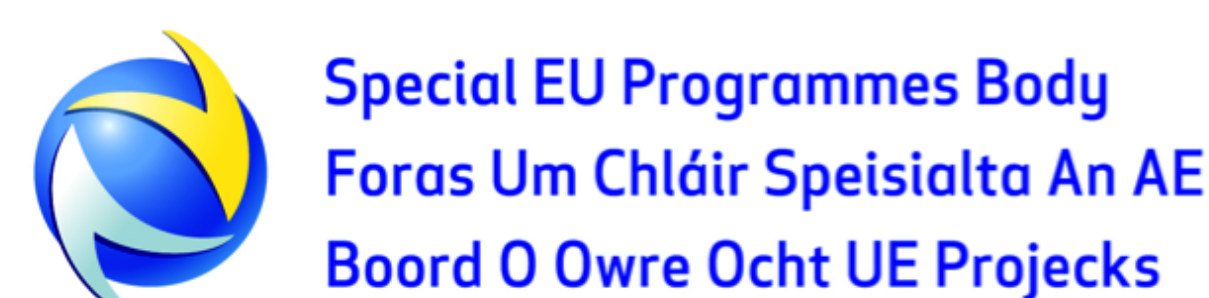 Special EU Programmes Body
Foras Um Chláir Speisialta An AE
Boord O Owre Ocht UE Projecks